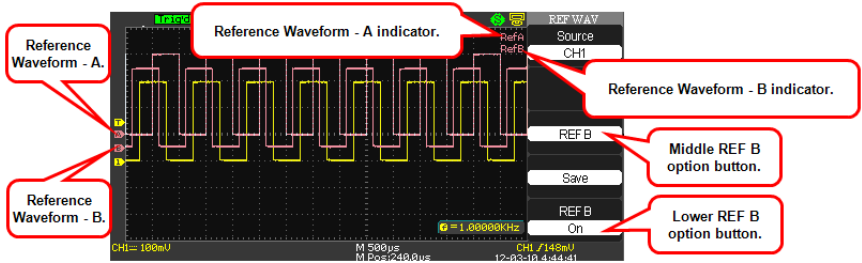 Trig'd
REF WAV
Reference Waveform - A indicator.
RefA
RefB
Source
CH1
Reference
Waveform - A.
Reference Waveform - B indicator.
T
A
B
1
REF B
Middle REF B
option button.
Save
Reference
Waveform - B.
REF B
On
Lower REF B
option button.
=1.00000KHz
CH1= 100mU
M 500µs
CH1 /148mU
M Pos:240.0µs
12-03-10 4:44:41